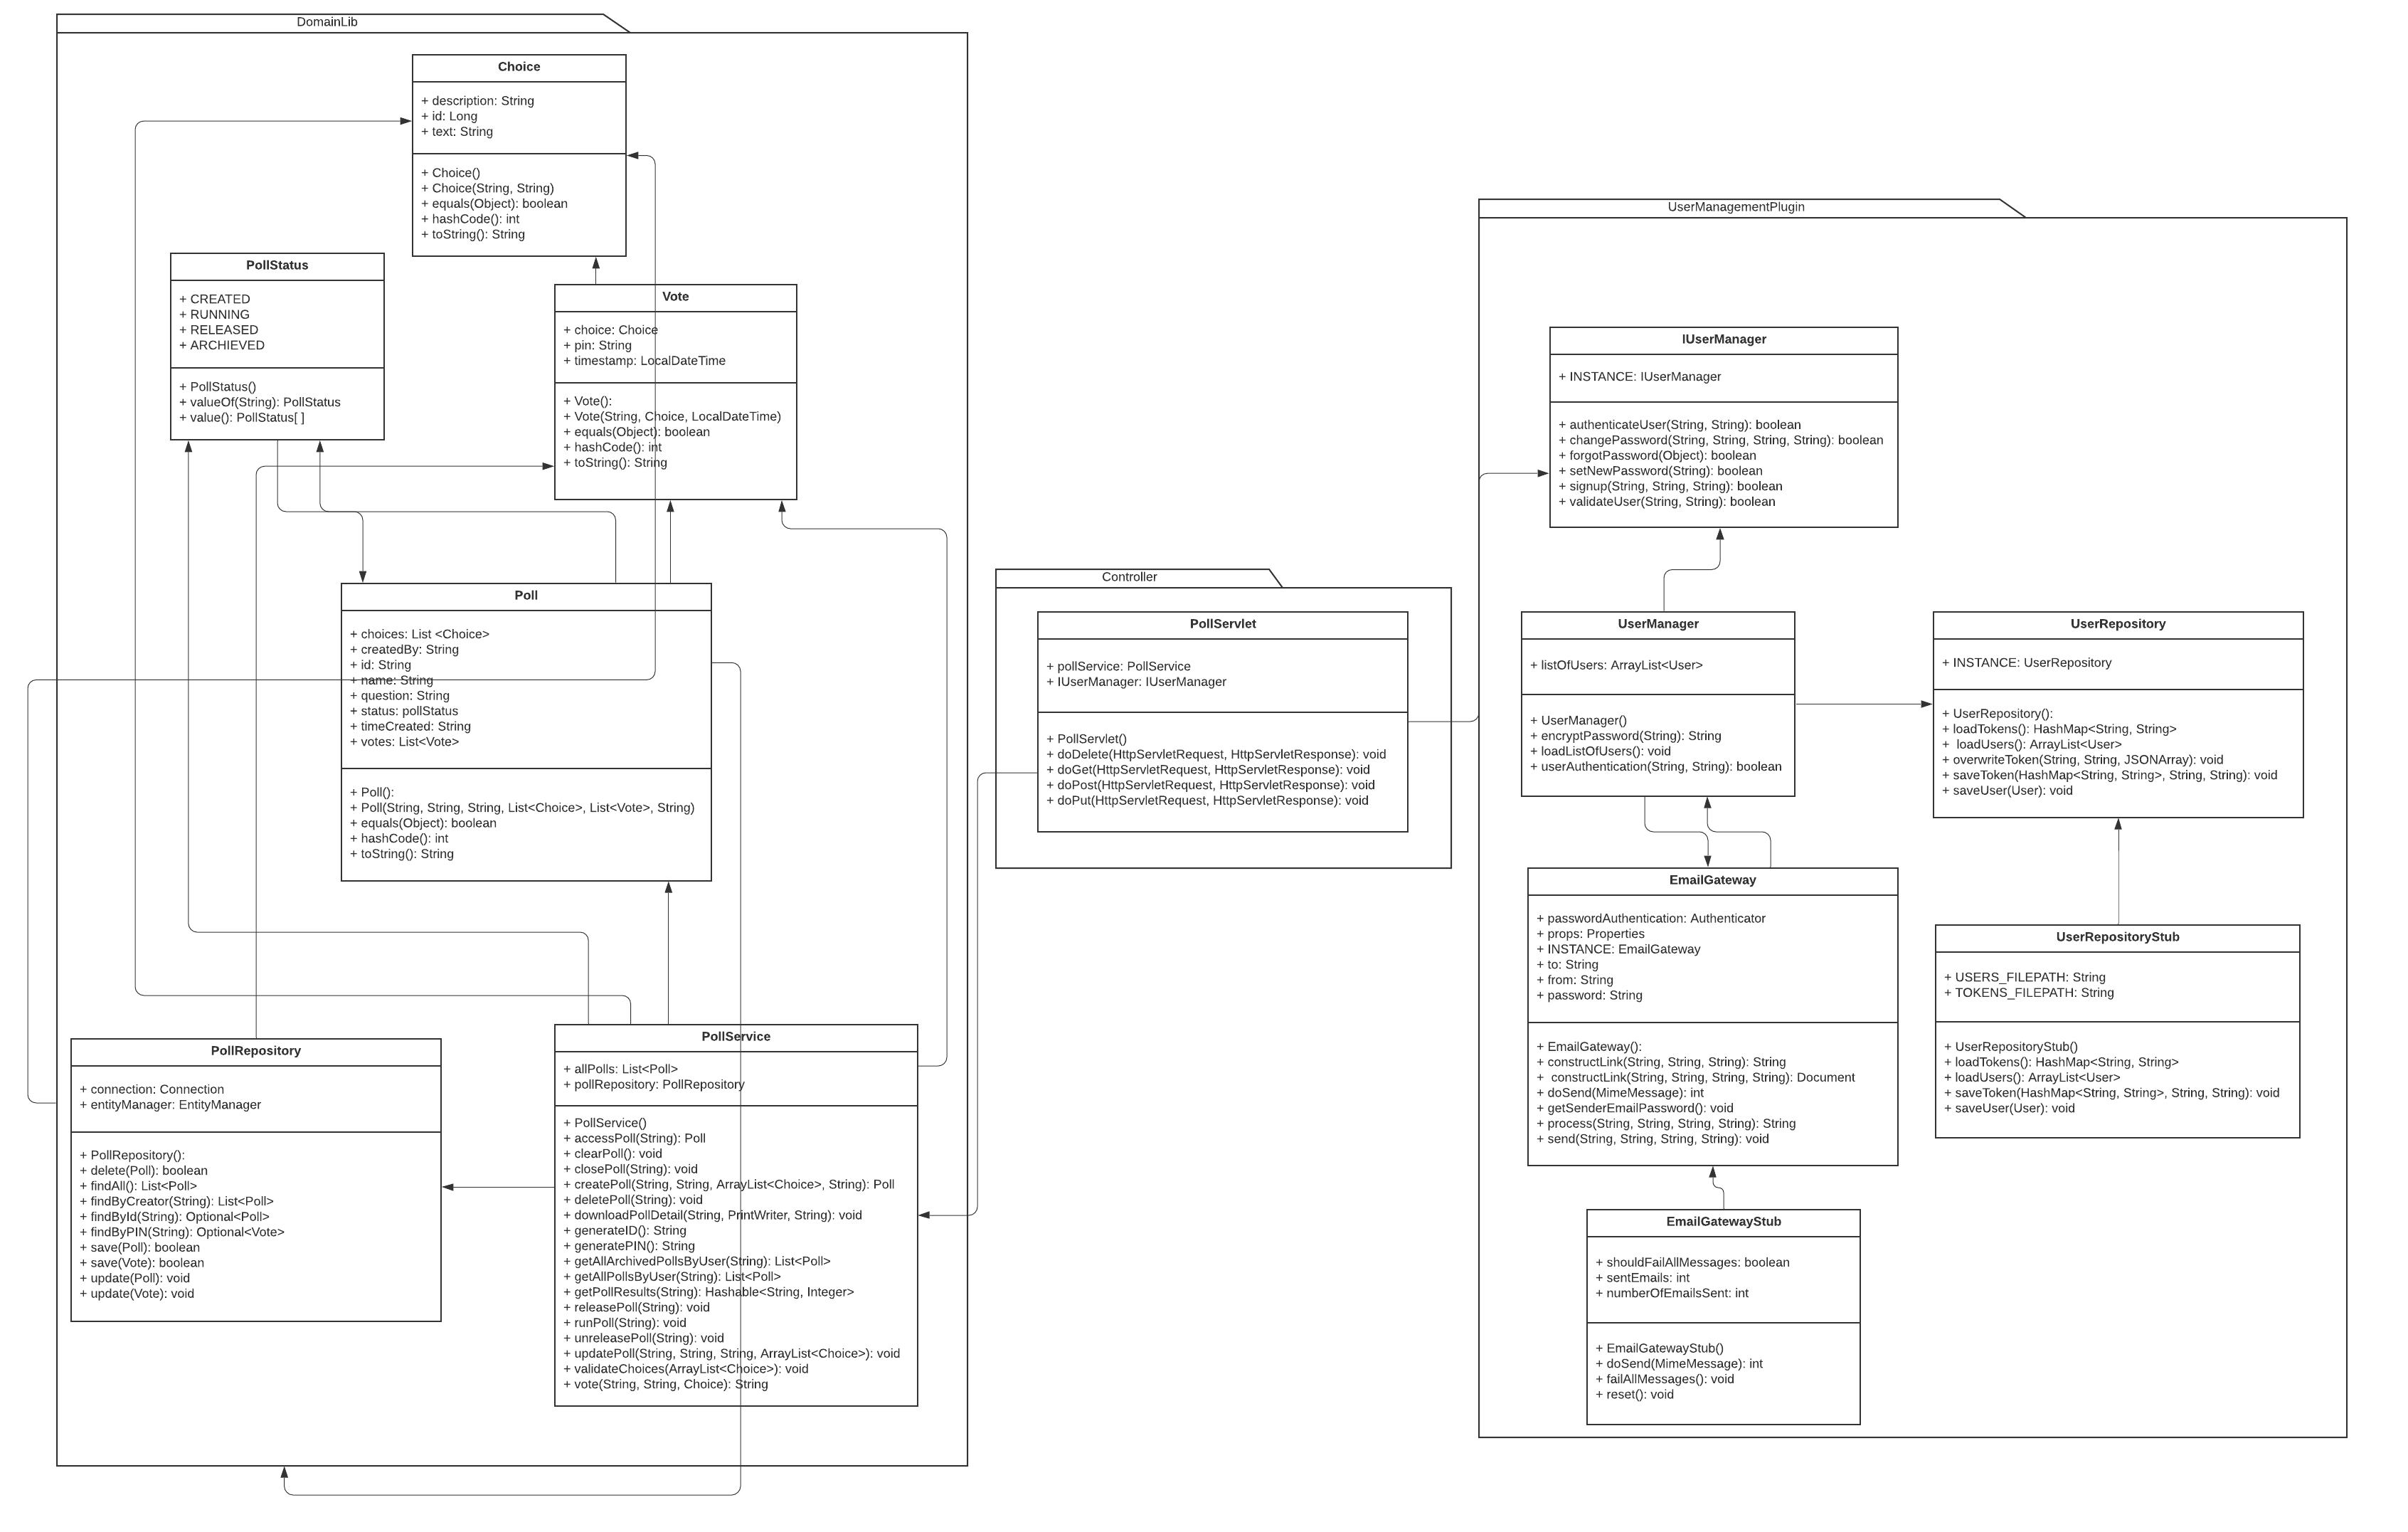 DomainLib
Choice
+ description: String
+ id: Long
+ text: String
+ Choice()
+ Choice(String, String)
+ equals(Object): boolean
+ hashCode(): int
+ toString(): String
PollStatus
+ CREATED
+ RUNNING
+ RELEASED
+ ARCHIEVED
+ PollStatus()
+ valueOf(String): PollStatus
+ value(): PollStatus[ ]
Vote
+ choice: Choice
+ pin: String
+ timestamp: LocalDateTime
+ Vote():
+ Vote(String, Choice, LocalDateTime)
+ equals(Object): boolean
+ hashCode(): int
+ toString(): String
Poll
+ choices: List <Choice>
+ createdBy: String
+ id: String
+ name: String
+ question: String
+ status: pollStatus
+ timeCreated: String
+ votes: List<Vote>
+ Poll():
+ Poll(String, String, String, List<Choice>, List<Vote>, String)
+ equals(Object): boolean
+ hashCode(): int
+ toString(): String
PollRepository
+ connection: Connection
+ entityManager: EntityManager
+ PollRepository():
+ delete(Poll): boolean
+ findAll(): List<Poll>
+ findByCreator(String): List<Poll>
+ findById(String): Optional<Poll>
+ findByPIN(String): Optional<Vote>
+ save(Poll): boolean
+ save(Vote): boolean
+ update(Poll): void
+ update(Vote): void
PollService
+ allPolls: List<Poll>
+ pollRepository: PollRepository
+ PollService()
+ accessPoll(String): Poll
+ clearPoll(): void
+ closePoll(String): void
+ createPoll(String, String, ArrayList<Choice>, String): Poll
+ deletePoll(String): void
+ downloadPollDetail(String, PrintWriter, String): void
+ generateID(): String
+ generatePIN(): String
+ getAllArchivedPollsByUser(String): List<Poll>
+ getAllPollsByUser(String): List<Poll>
+ getPollResults(String): Hashable<String, Integer>
+ releasePoll(String): void
+ runPoll(String): void
+ unreleasePoll(String): void
+ updatePoll(String, String, String, ArrayList<Choice>): void
+ validateChoices(ArrayList<Choice>): void
+ vote(String, String, Choice): String
Controller
PollServlet
+ pollService: PollService
+ IUserManager: IUserManager
+ PollServlet()
+ doDelete(HttpServletRequest, HttpServletResponse): void
+ doGet(HttpServletRequest, HttpServletResponse): void
+ doPost(HttpServletRequest, HttpServletResponse): void
+ doPut(HttpServletRequest, HttpServletResponse): void
UserManagementPlugin
IUserManager
+ INSTANCE: IUserManager
+ authenticateUser(String, String): boolean
+ changePassword(String, String, String, String): boolean
+ forgotPassword(Object): boolean
+ setNewPassword(String): boolean
+ signup(String, String, String): boolean
+ validateUser(String, String): boolean
UserManager
+ listOfUsers: ArrayList<User>
+ UserManager()
+ encryptPassword(String): String
+ loadListOfUsers(): void
+ userAuthentication(String, String): boolean
UserRepository
+ INSTANCE: UserRepository
+ UserRepository():
+ loadTokens(): HashMap<String, String>
+ loadUsers(): ArrayList<User>
+ overwriteToken(String, String, JSONArray): void
+ saveToken(HashMap<String, String>, String, String): void
+ saveUser(User): void
EmailGateway
+ passwordAuthentication: Authenticator
+ props: Properties
+ INSTANCE: EmailGateway
+ to: String
+ from: String
+ password: String
+ EmailGateway():
+ constructLink(String, String, String): String
+ constructLink(String, String, String, String): Document
+ doSend(MimeMessage): int
+ getSenderEmailPassword(): void
+ process(String, String, String, String): String
+ send(String, String, String, String): void
UserRepositoryStub
+ USERS_FILEPATH: String
+ TOKENS_FILEPATH: String
+ UserRepositoryStub()
+ loadTokens(): HashMap<String, String>
+ loadUsers(): ArrayList<User>
+ saveToken(HashMap<String, String>, String, String): void
+ saveUser(User): void
EmailGatewayStub
+ shouldFailAllMessages: boolean
+ sentEmails: int
+ numberOfEmailsSent: int
+ EmailGatewayStub()
+ doSend(MimeMessage): int
+ failAllMessages(): void
+ reset(): void